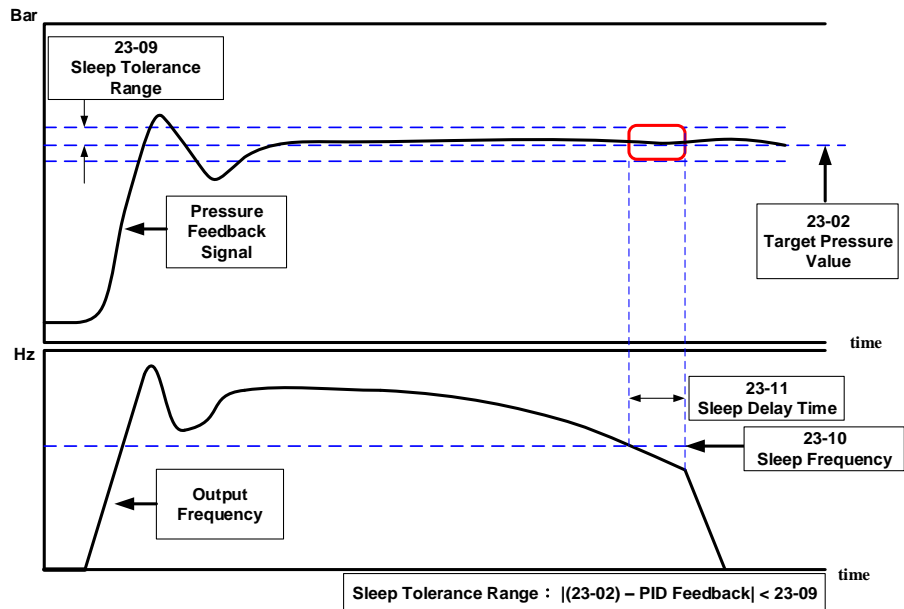 Bar
23-09
Sleep Tolerance
Range
Pressure
Feedback
Signal
23-02
Target Pressure
Value
time
Hz
23-11
Sleep Delay Time
23-10
Sleep Frequency
Output
Frequency
time
Sleep Tolerance Range : |(23-02) – PID Feedback| < 23-09